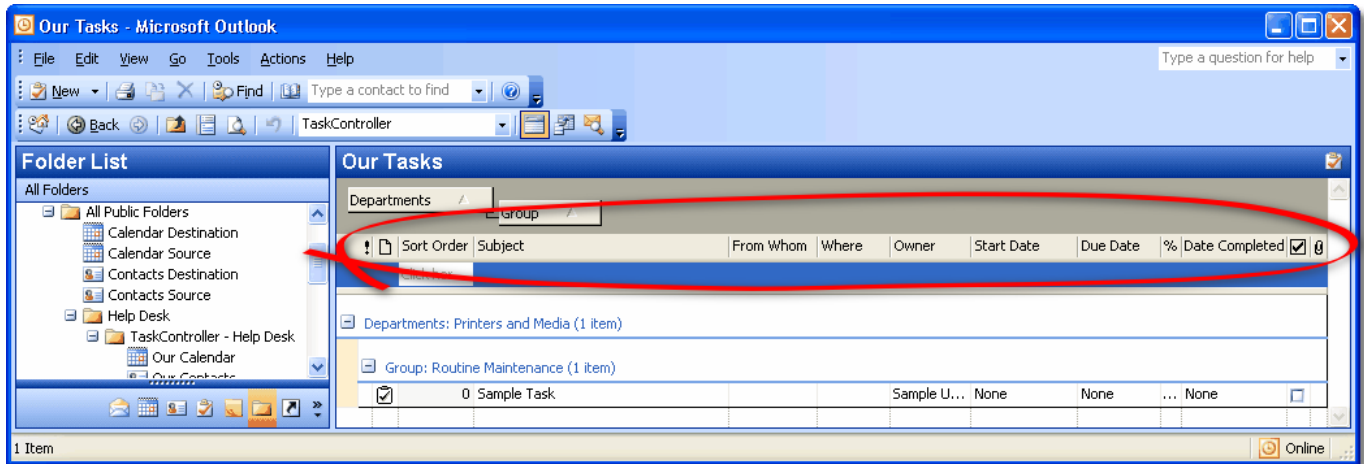 Our Tasks - Microsoft Outlook
File Edit View Go Tools Actions Help Type a question for help
New Find Type a contact to find
Back TaskController
Folder List
Our Tasks
All Folders
All Public Folders
Calendar Destination
Calendar Source
Contacts Destination
Contacts Source
Help Desk
TaskController - Help Desk
Our Calendar
Our Contacts
Departments
Group
! Sort Order Subject From Whom Where Owner Start Date Due Date % Date Completed
Click her...
Departments: Printers and Media (1 item)
Group: Routine Maintenance (1 item)
0 Sample Task Sample U... None None ... None
1 Item Online